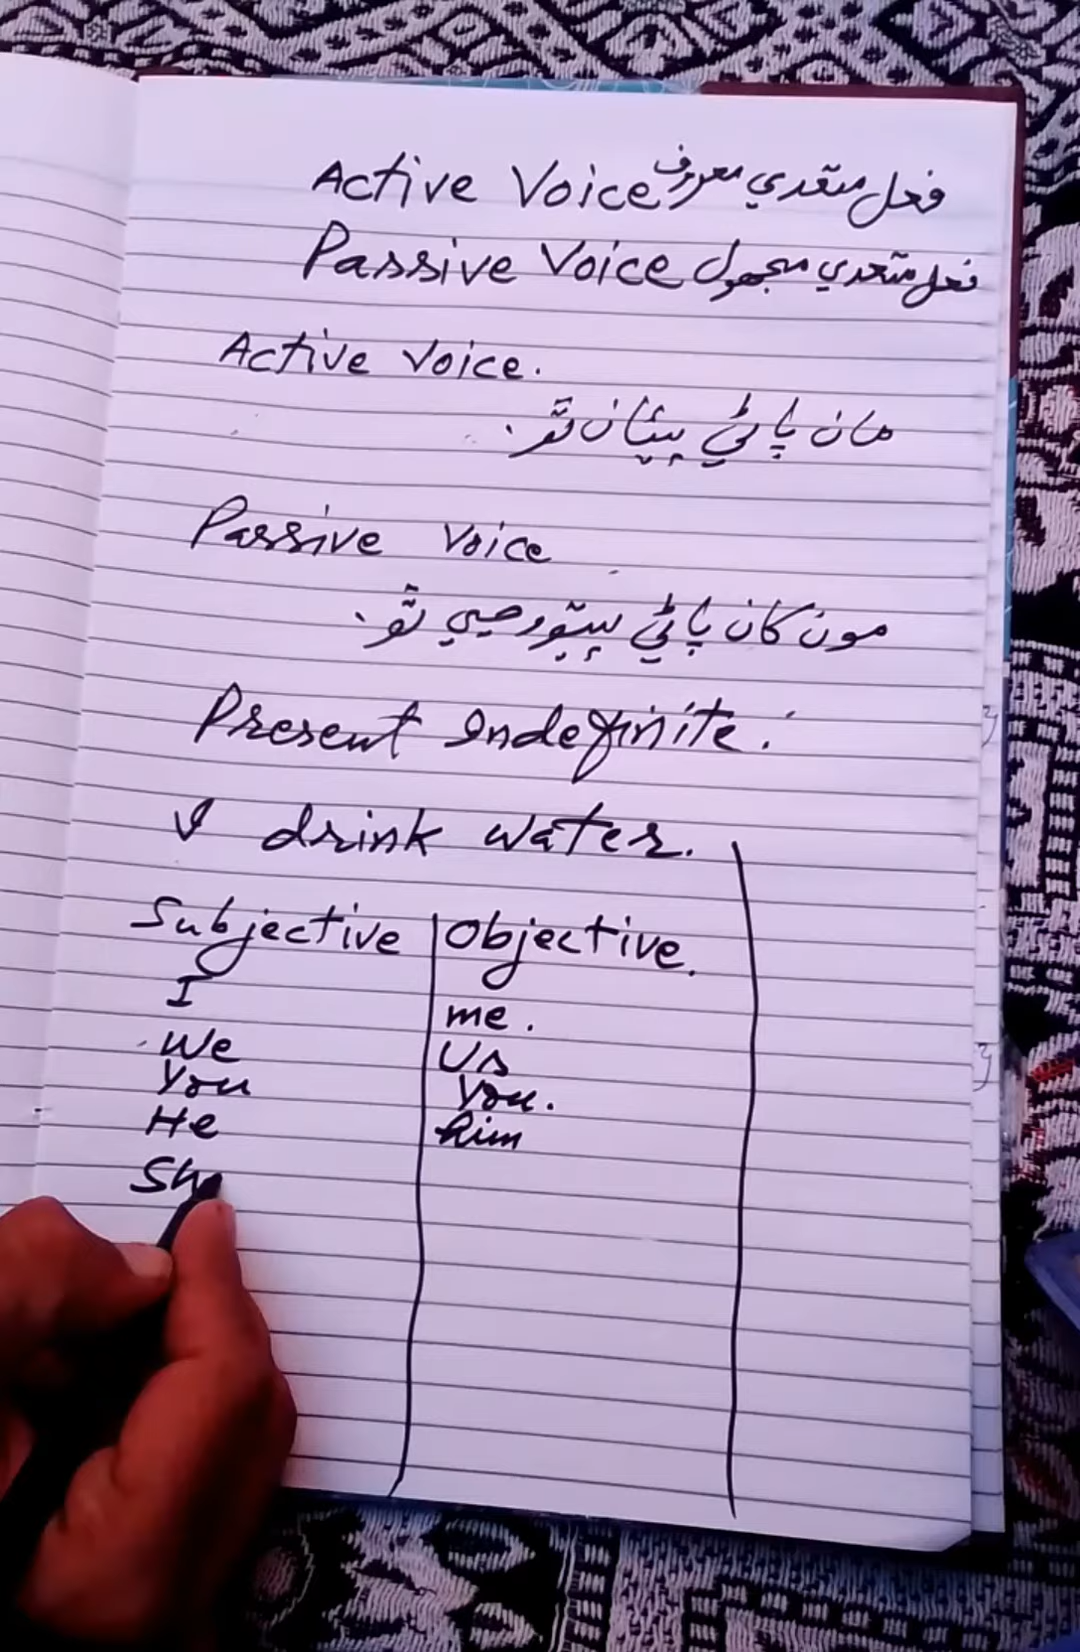 Active Voice فعل متعدي معروف
Passive Voice فعل متعدي مجهول
Active Voice.
مان پاڻي پيئان ٿو.
Passive Voice
مون کان پاڻي پيتو وڃي ٿو.
Present Indefinite.
I drink water.
Subjective Objective.
I me.
We Us
You You.
He him
Sh